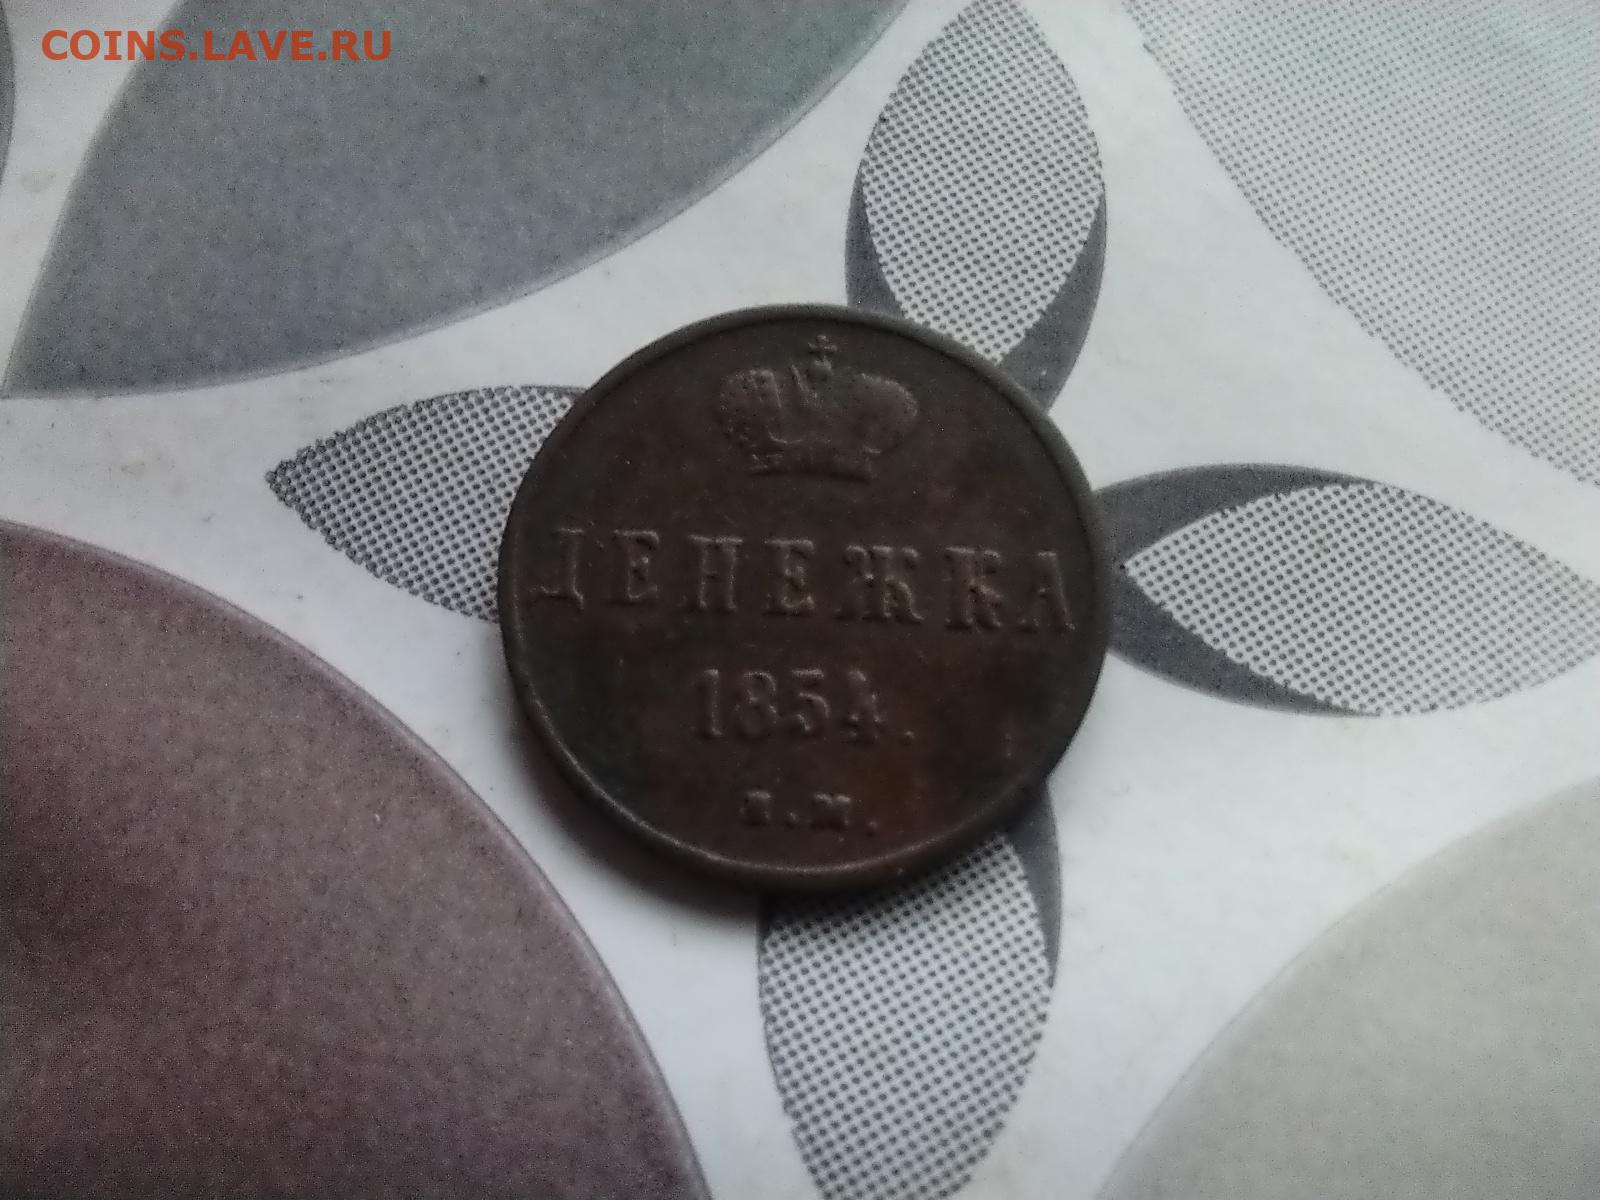 COINS.LAVE.RU
ДЕНЕЖКА
1854.
Е.М.